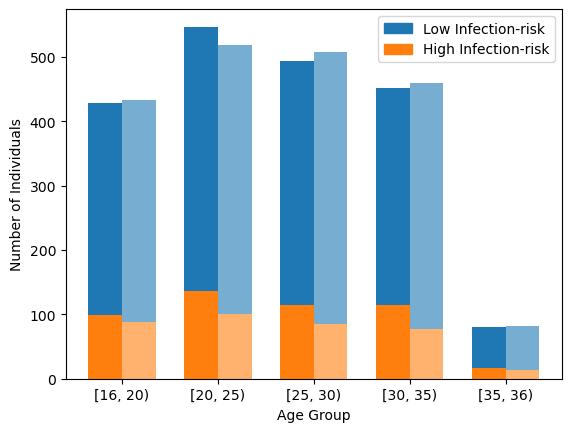 Low Infection-risk
High Infection-risk
Number of Individuals
500
400
300
200
100
0
[16, 20)
[20, 25)
[25, 30)
[30, 35)
[35, 36)
Age Group